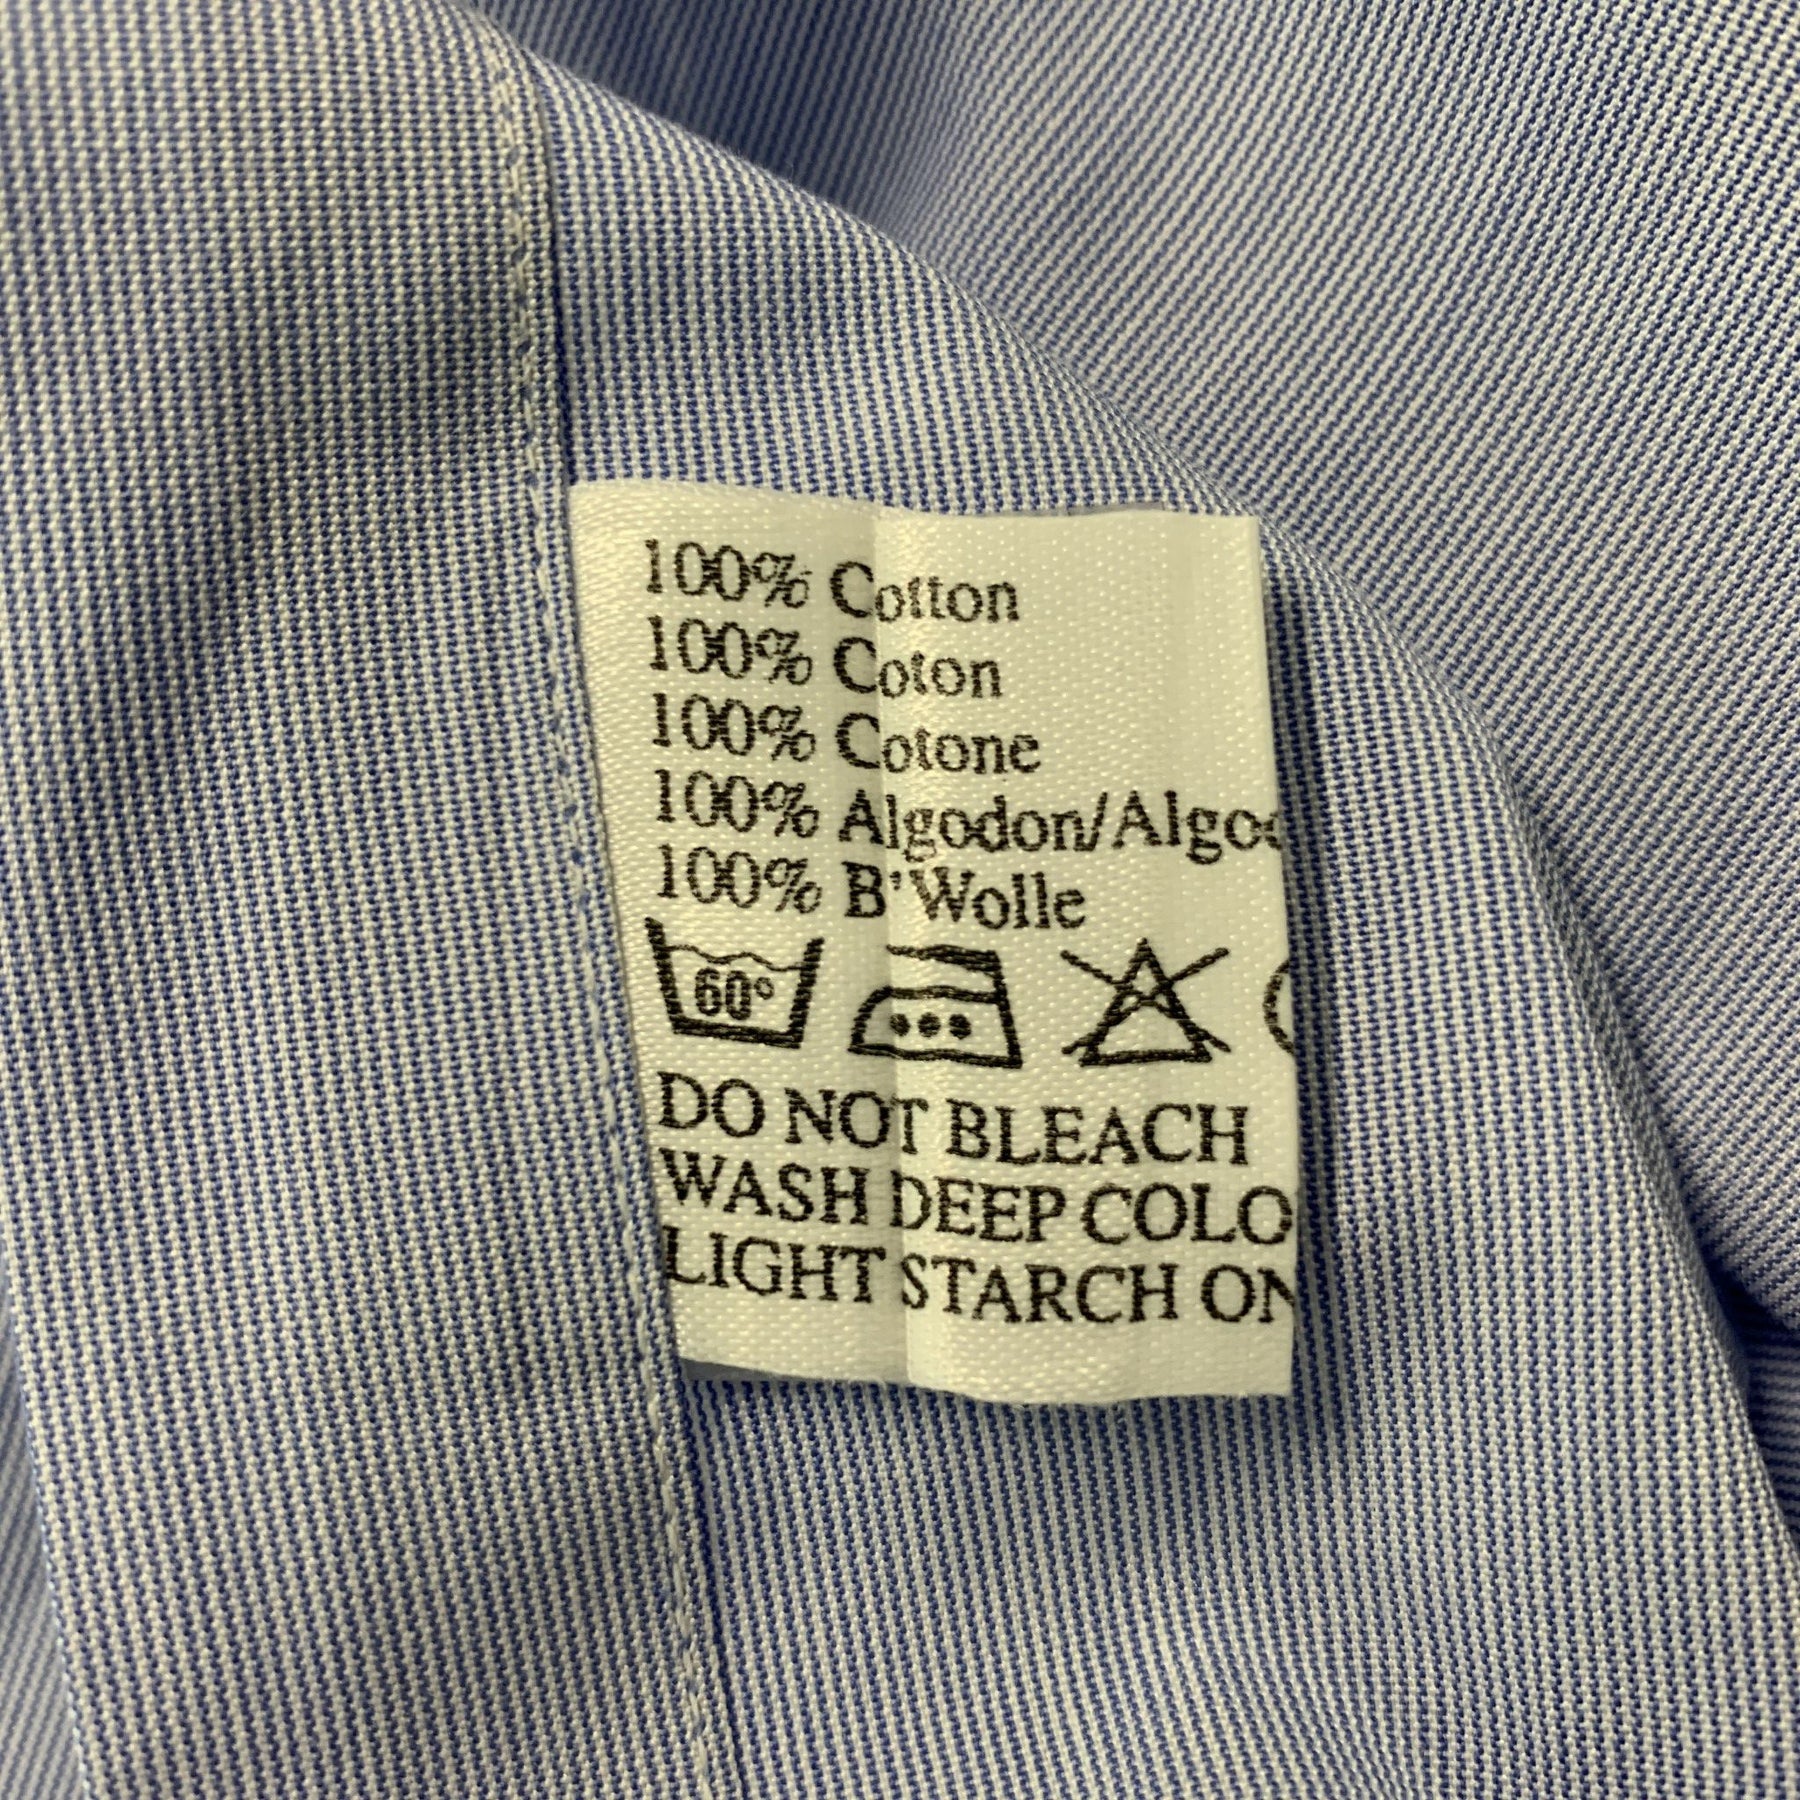 100% Cotton
100% Coton
100% Cotone
100% Algodon/Algo
100% B'Wolle
60°
DO NOT BLEACH
WASH DEEP COLO
LIGHT STARCH ON